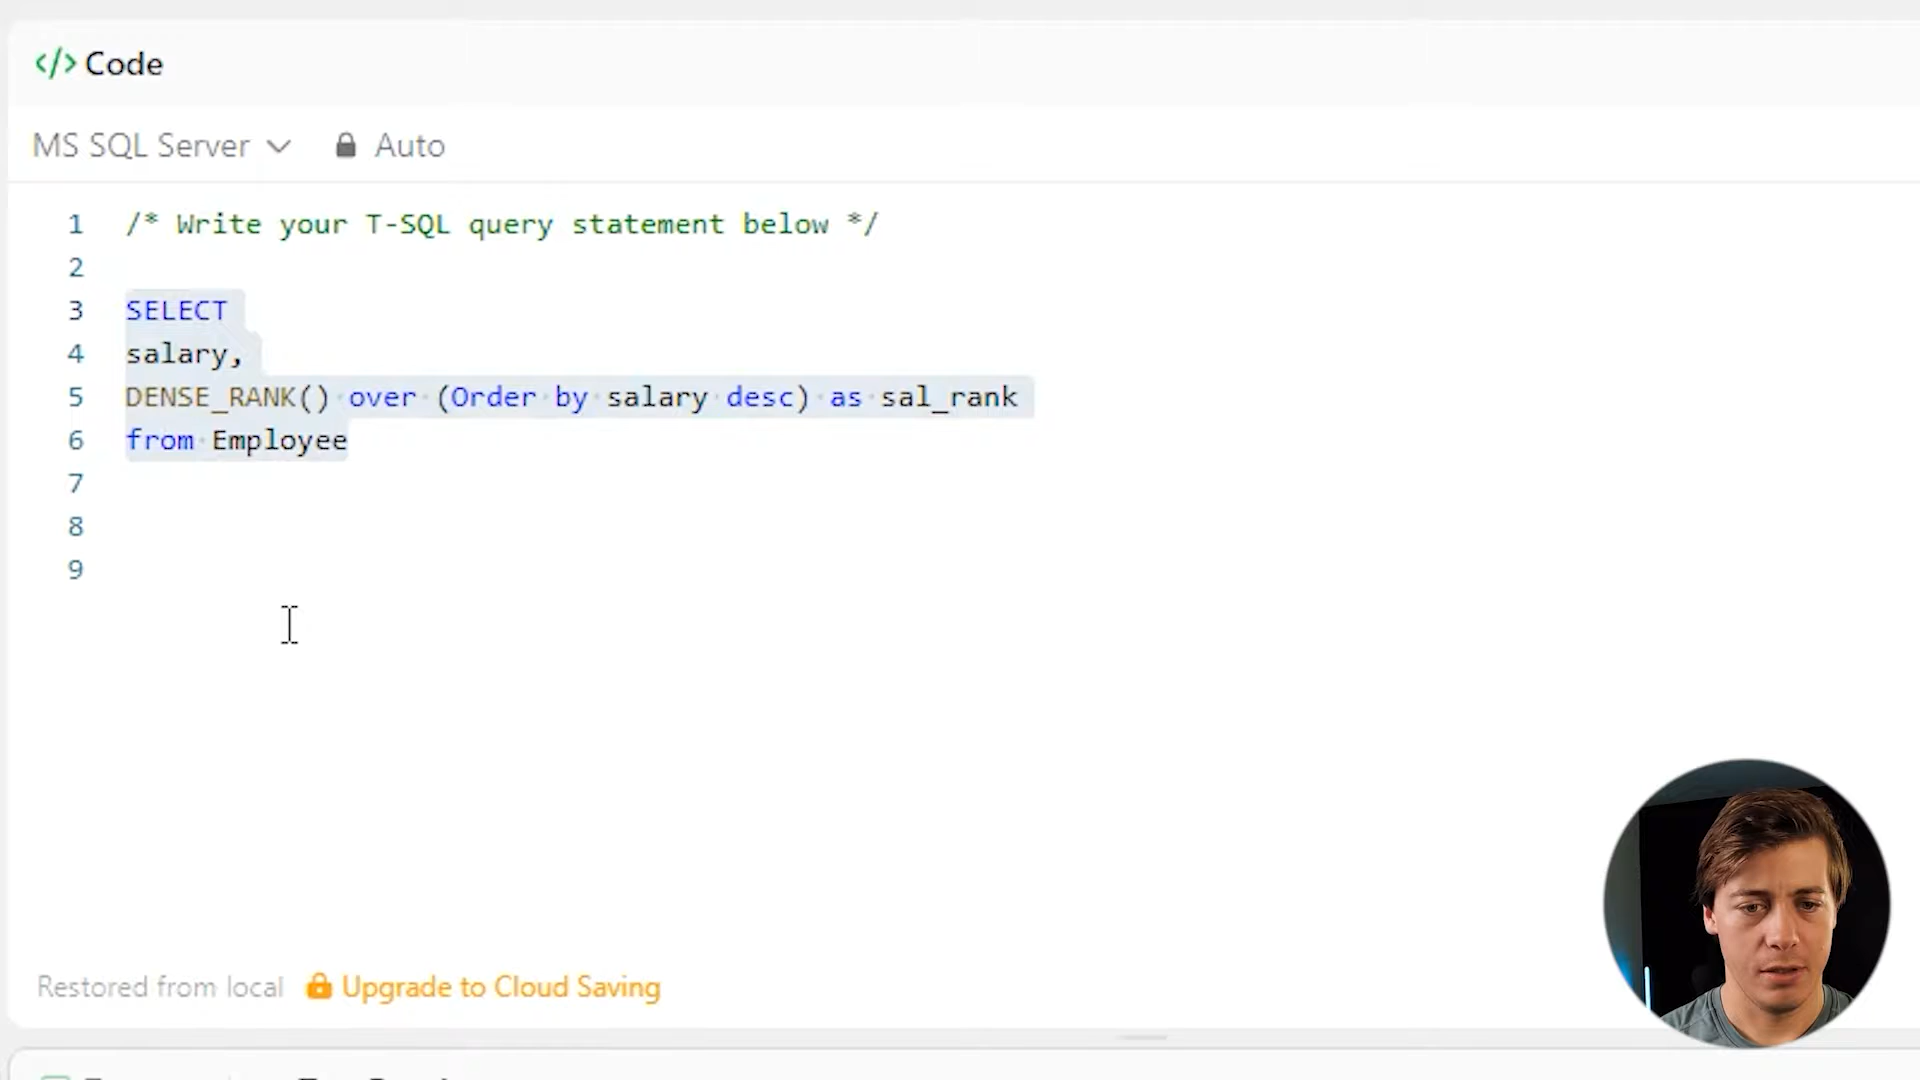 </> Code
MS SQL Server Auto
1 /* Write your T-SQL query statement below */
2
3 SELECT
4 salary,
5 DENSE_RANK() over (Order by salary desc) as sal_rank
6 from Employee
7
8
9
Restored from local Upgrade to Cloud Saving